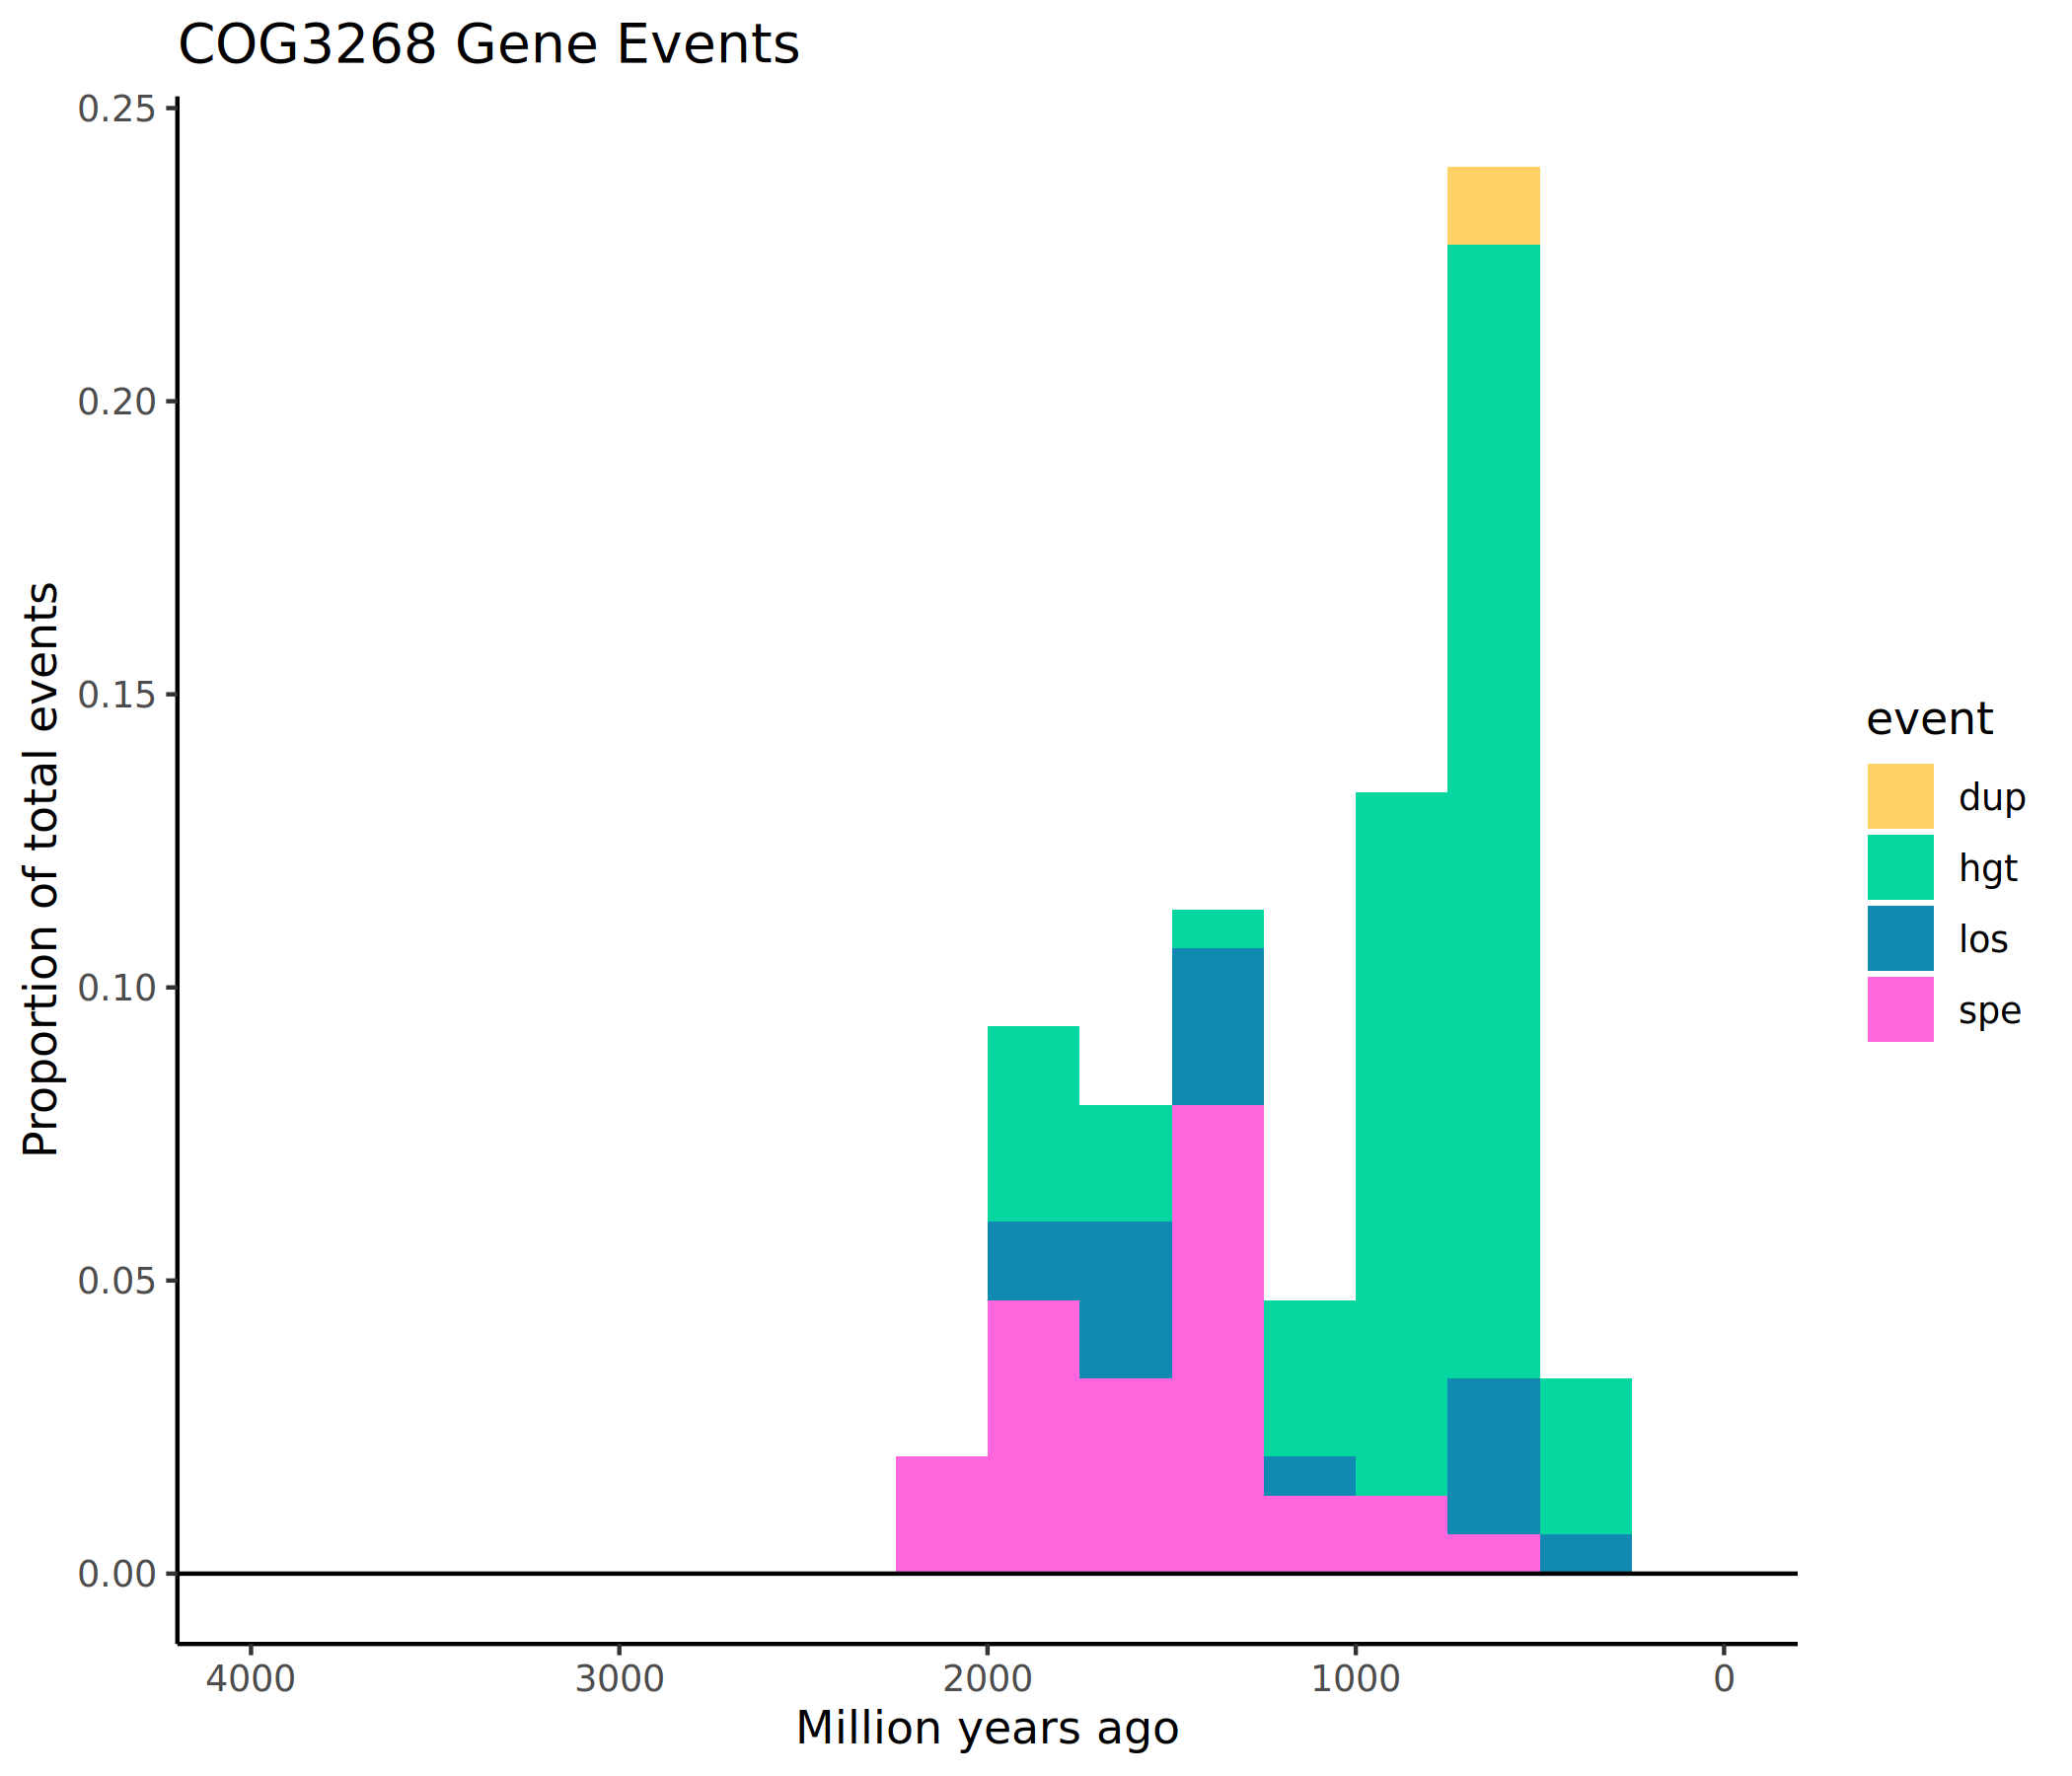 COG3268 Gene Events
Proportion of total events
0.25
0.20
0.15
0.10
0.05
0.00
4000 3000 2000 1000 0
Million years ago
event
dup
hgt
los
spe